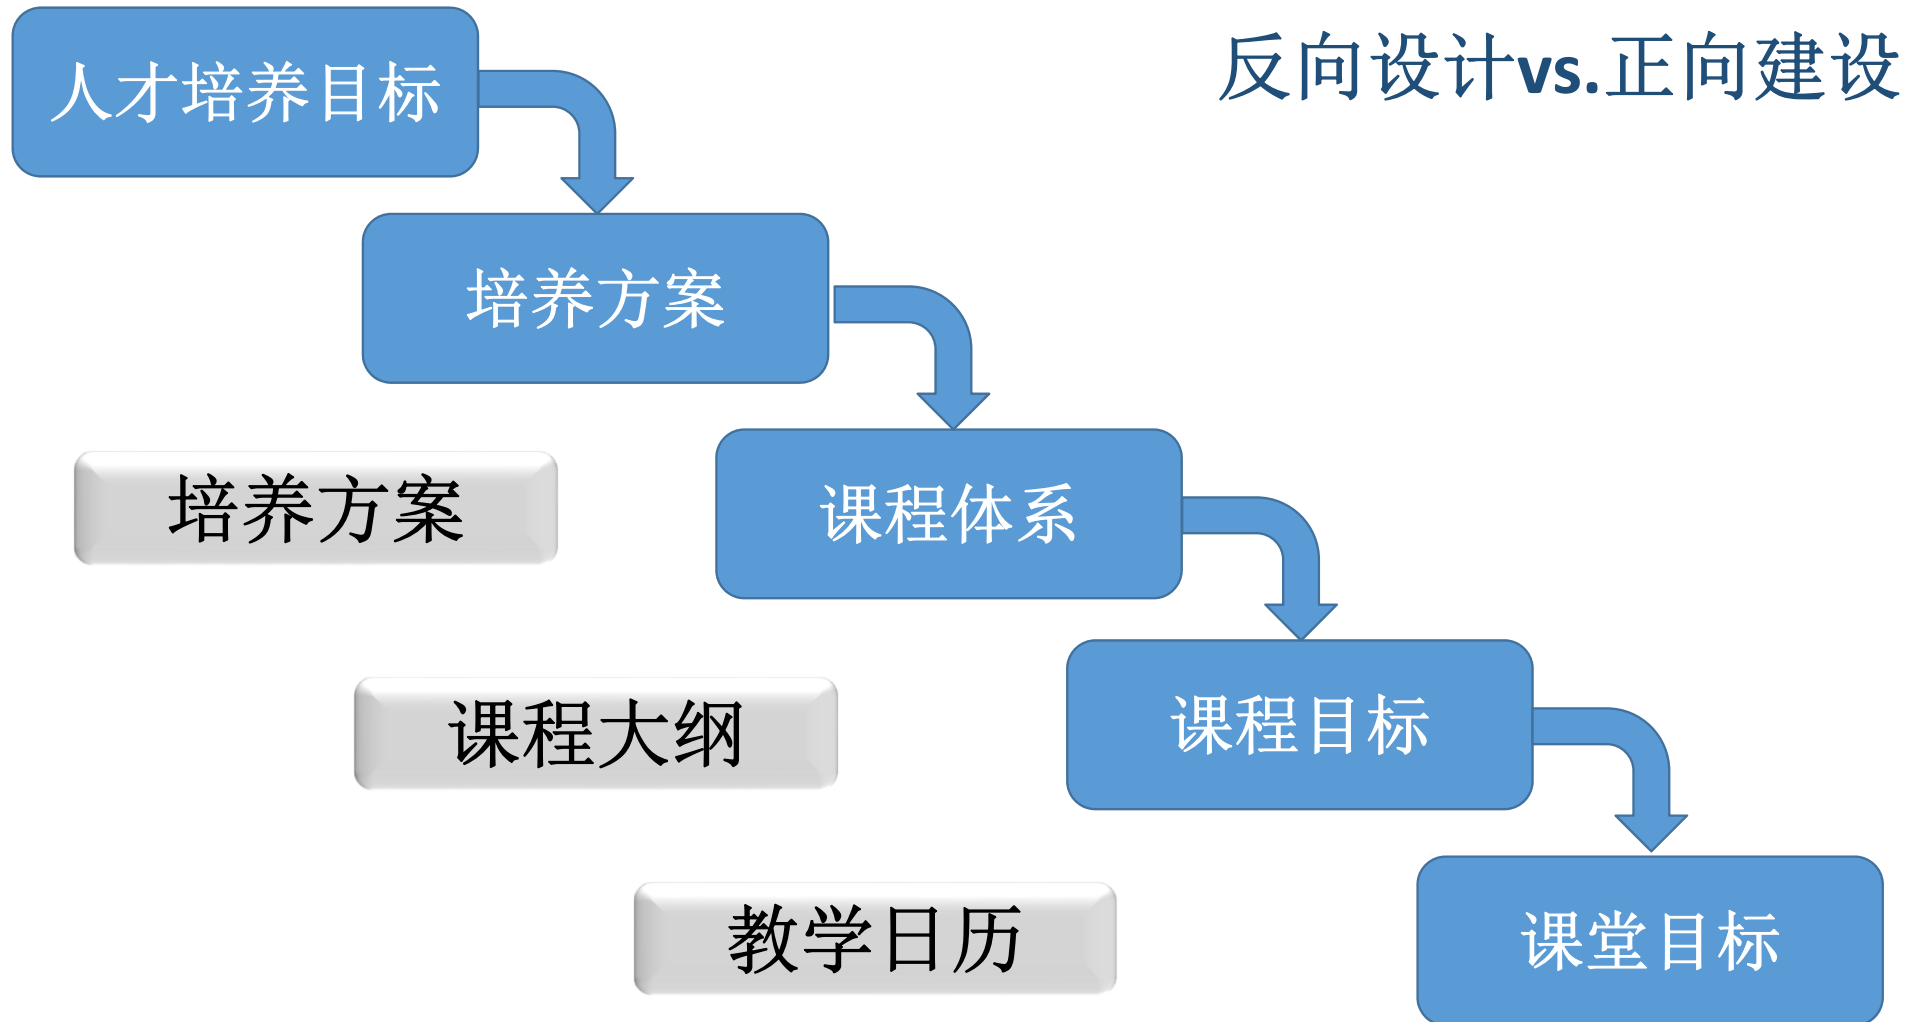 反向设计vs.正向建设
人才培养目标
培养方案
课程体系
课程目标
课堂目标
培养方案
课程大纲
教学日历